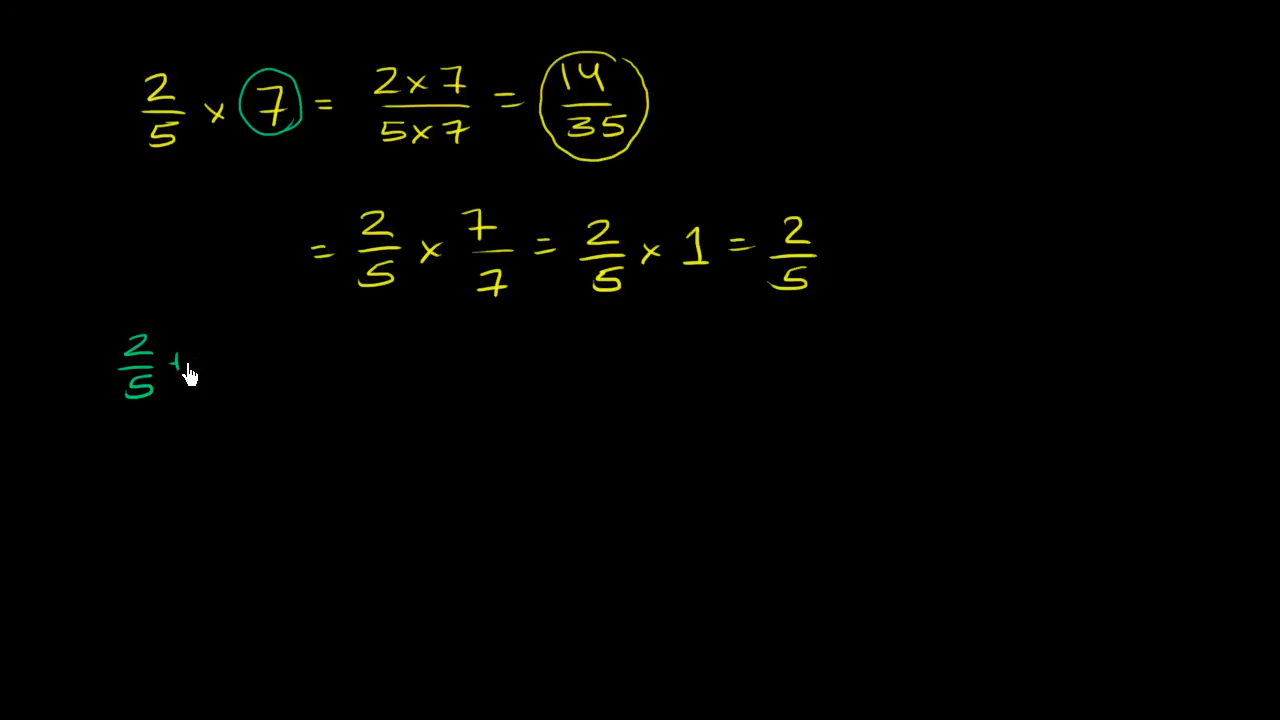 2/5 × 7 = (2 × 7)/(5 × 7) = 14/35
= 2/5 × 7/7 = 2/5 × 1 = 2/5
2/5 +